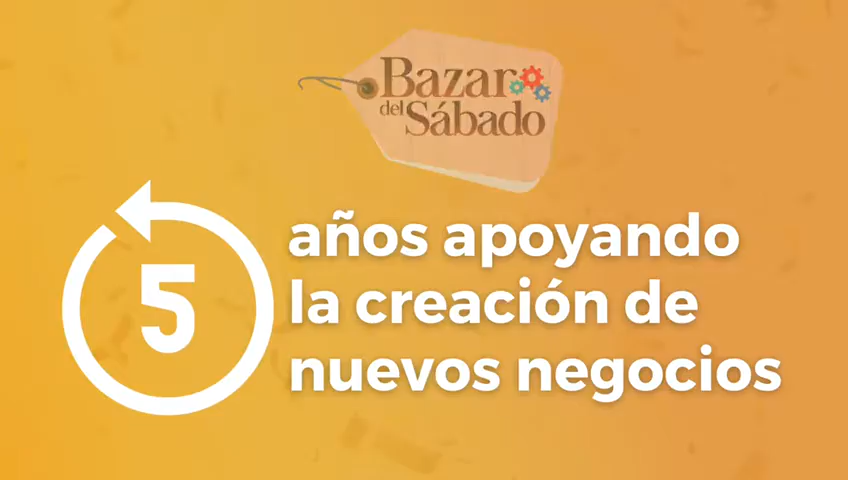 Bazar
del Sábado
5
años apoyando
la creación de
nuevos negocios